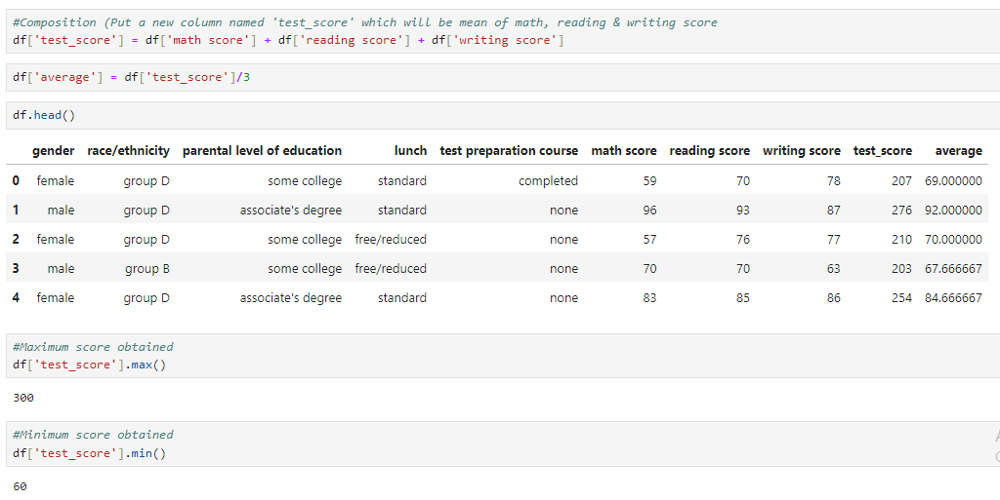 #Composition (Put a new column named 'test_score' which will be mean of math, reading & writing score
df['test_score'] = df['math score'] + df['reading score'] + df['writing score']
df['average'] = df['test_score']/3
df.head()
gender race/ethnicity parental level of education lunch test preparation course math score reading score writing score test_score average
0 female group D some college standard completed 59 70 78 207 69.000000
1 male group D associate's degree standard none 96 93 87 276 92.000000
2 female group D some college free/reduced none 57 76 77 210 70.000000
3 male group B some college free/reduced none 70 70 63 203 67.666667
4 female group D associate's degree standard none 83 85 86 254 84.666667
#Maximum score obtained
df['test_score'].max()
300
#Minimum score obtained
df['test_score'].min()
60